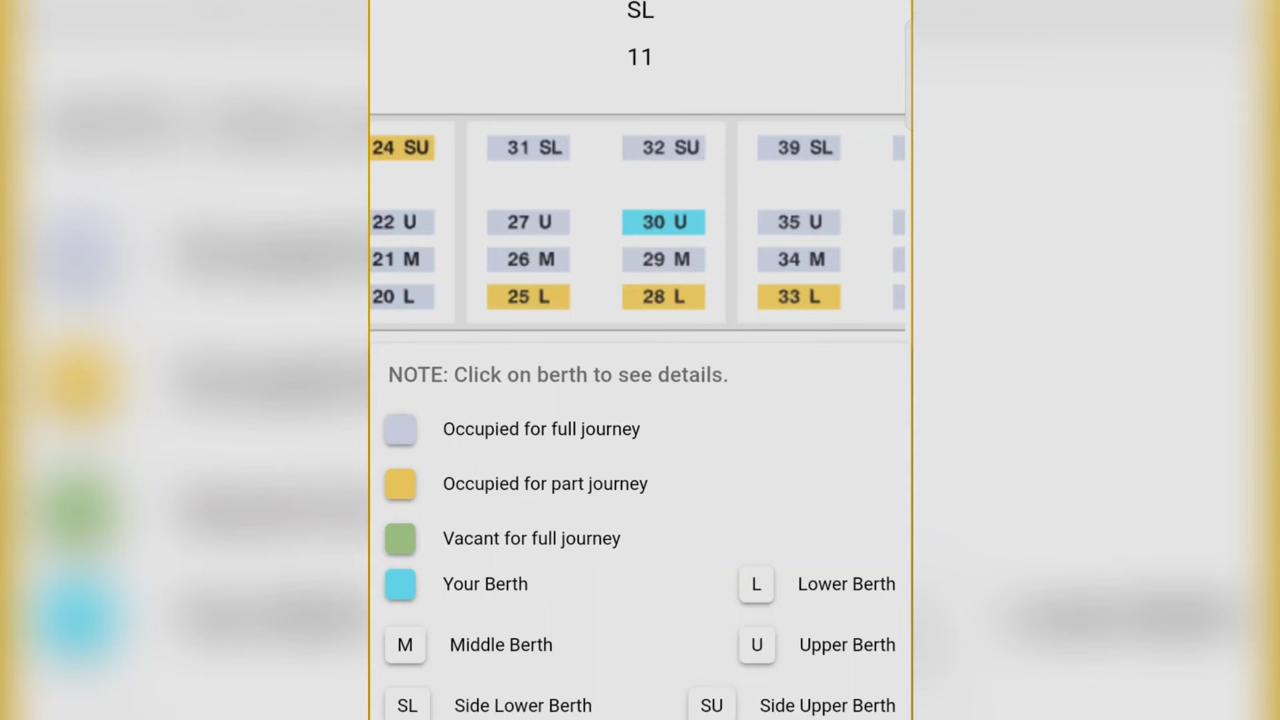 SL
11
24 SU 31 SL 32 SU 39 SL
22 U 27 U 30 U 35 U
21 M 26 M 29 M 34 M
20 L 25 L 28 L 33 L
NOTE: Click on berth to see details.
Occupied for full journey
Occupied for part journey
Vacant for full journey
Your Berth L Lower Berth
M Middle Berth U Upper Berth
SL Side Lower Berth SU Side Upper Berth